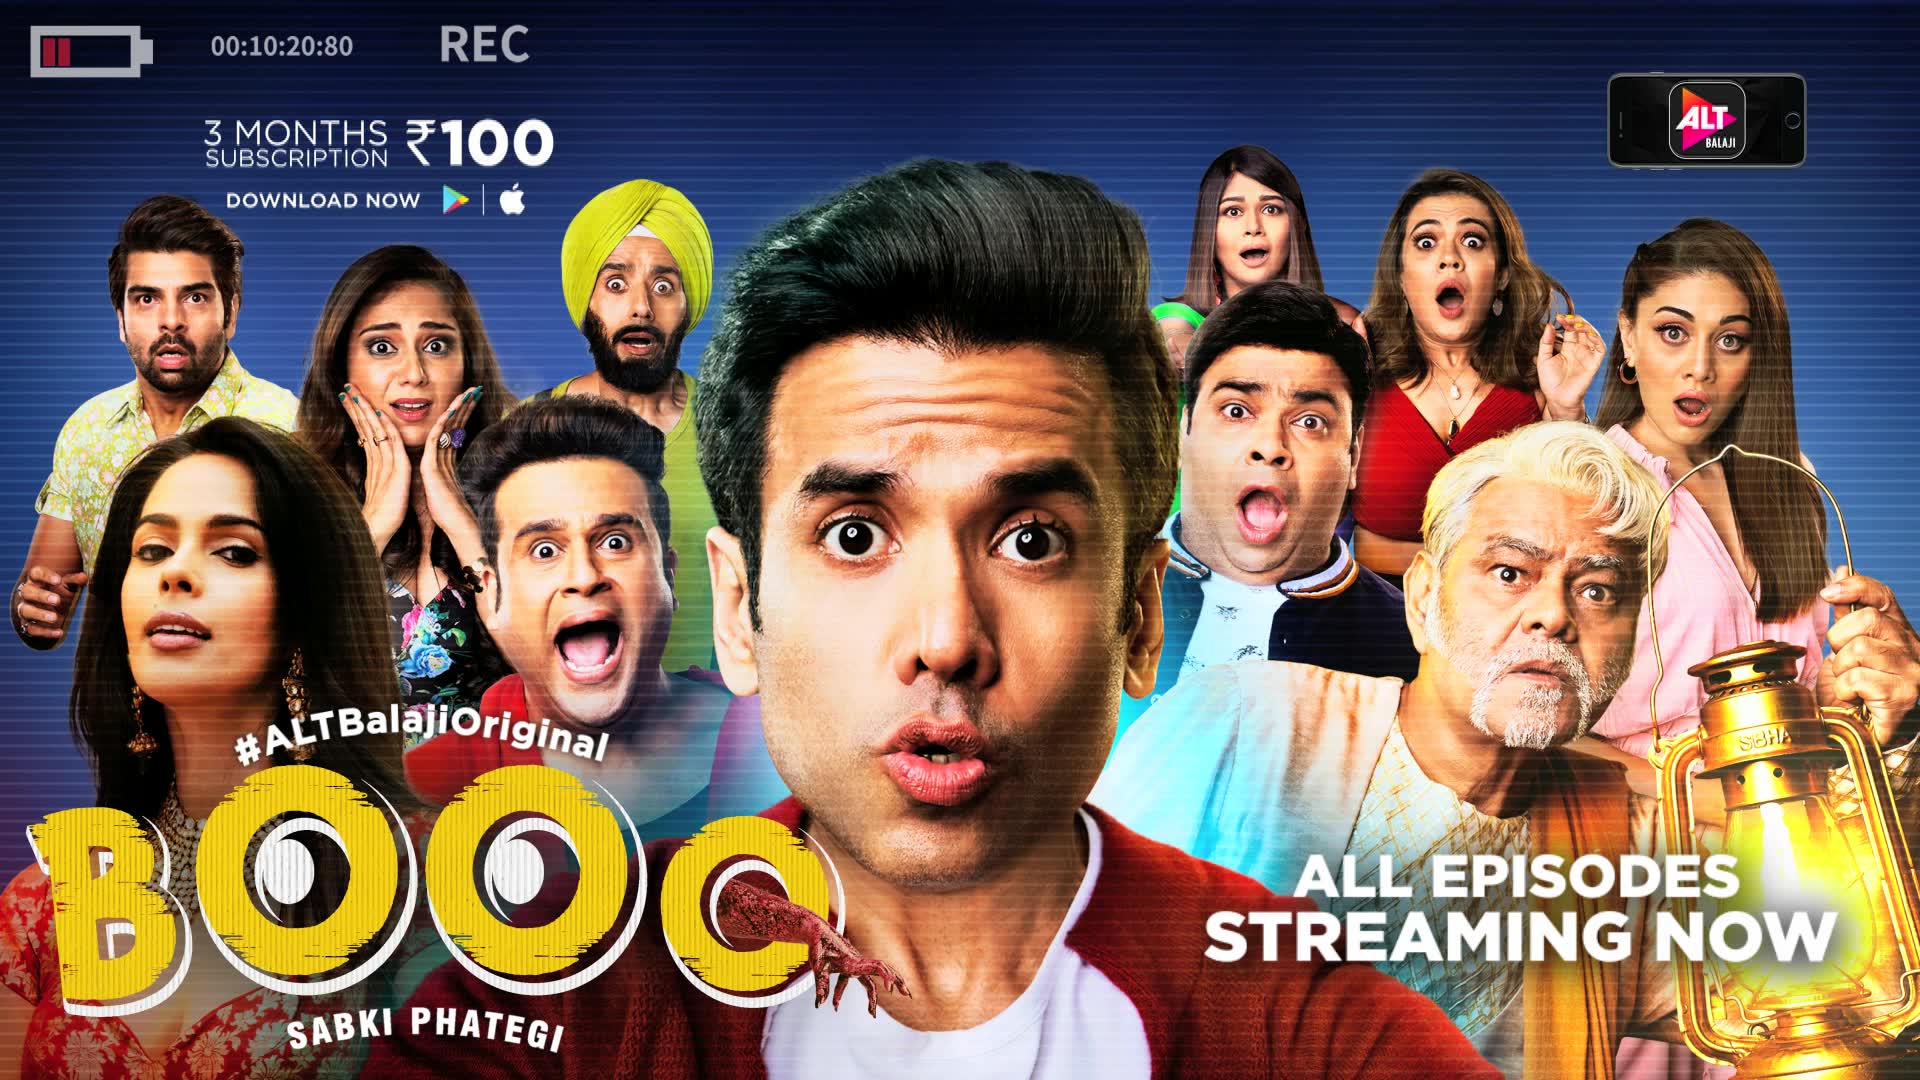 00:10:20:80 REC
3 MONTHS
SUBSCRIPTION ₹100
DOWNLOAD NOW
ALT
BALAJI
#ALTBalajiOriginal
BOOO
SABKI PHATEGI
ALL EPISODES
STREAMING NOW